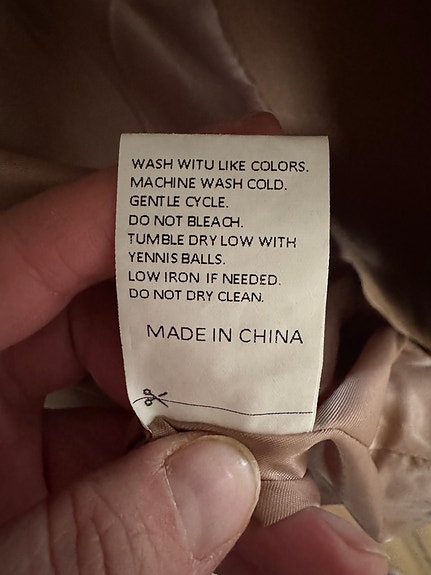 WASH WITU LIKE COLORS.
MACHINE WASH COLD.
GENTLE CYCLE.
DO NOT BLEACH.
TUMBLE DRY LOW WITH
YENNIS BALLS.
LOW IRON IF NEEDED.
DO NOT DRY CLEAN.
MADE IN CHINA